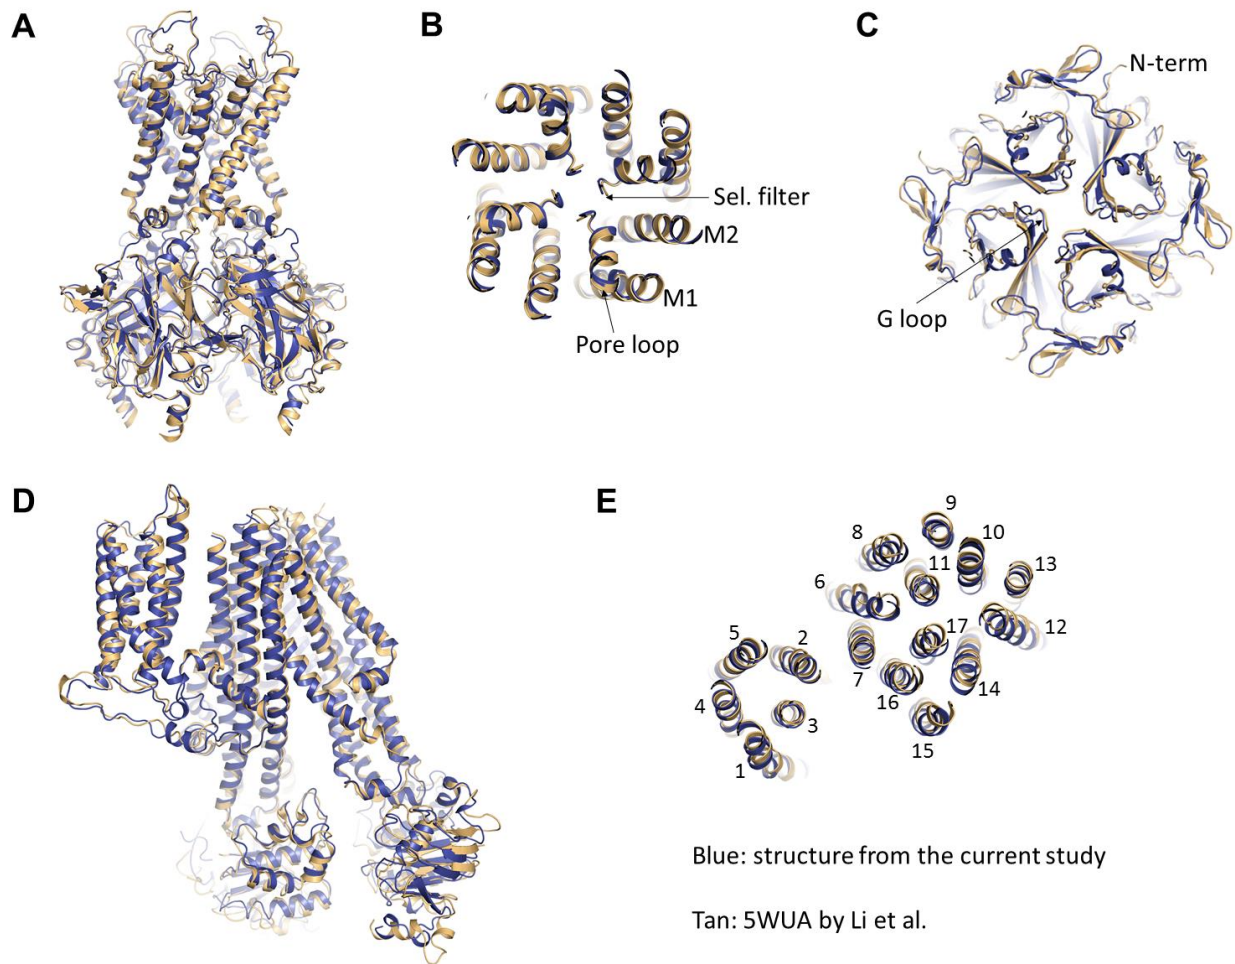 A
B
C
N-term
Sel. filter
M2
M1
Pore loop
G loop
D
E
9
8
10
11
13
6
5
2
17
12
7
4
16
14
3
15
1
Blue: structure from the current study
Tan: 5WUA by Li et al.